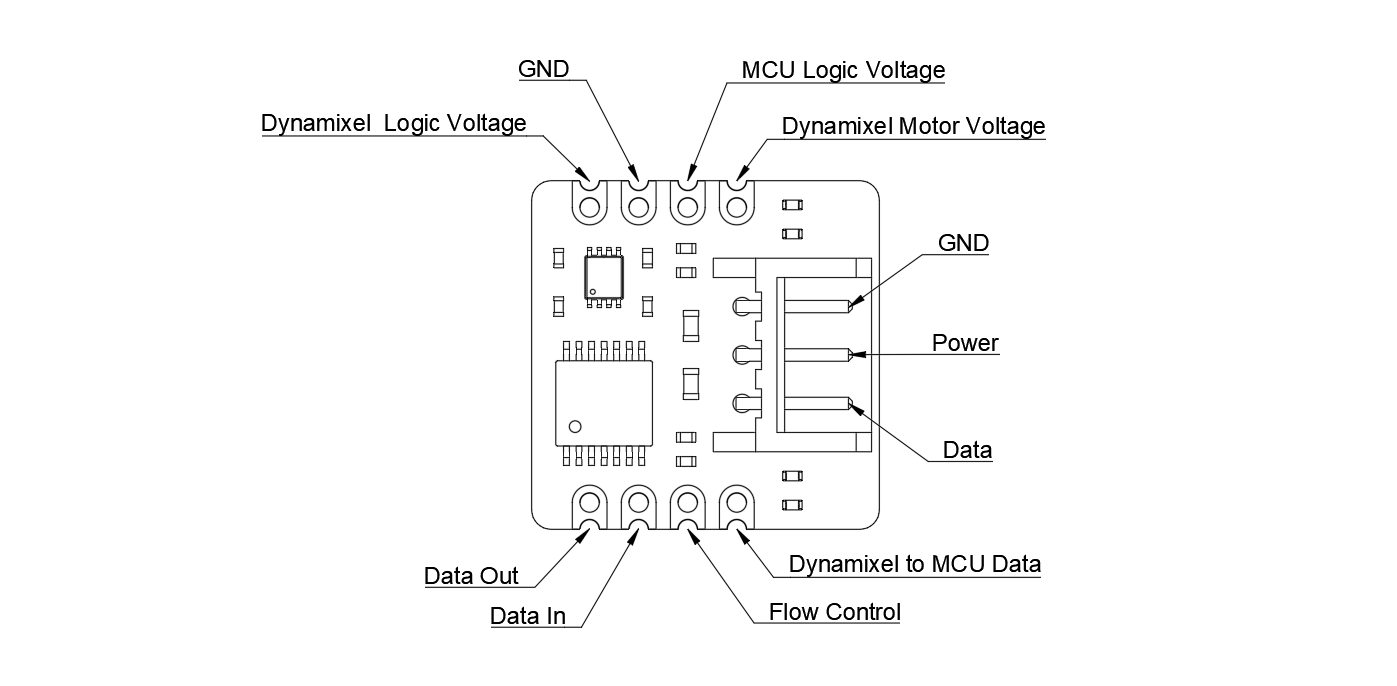 GND
MCU Logic Voltage
Dynamixel  Logic Voltage
Dynamixel Motor Voltage
GND
Power
Data
Data Out
Dynamixel to MCU Data
Data In
Flow Control